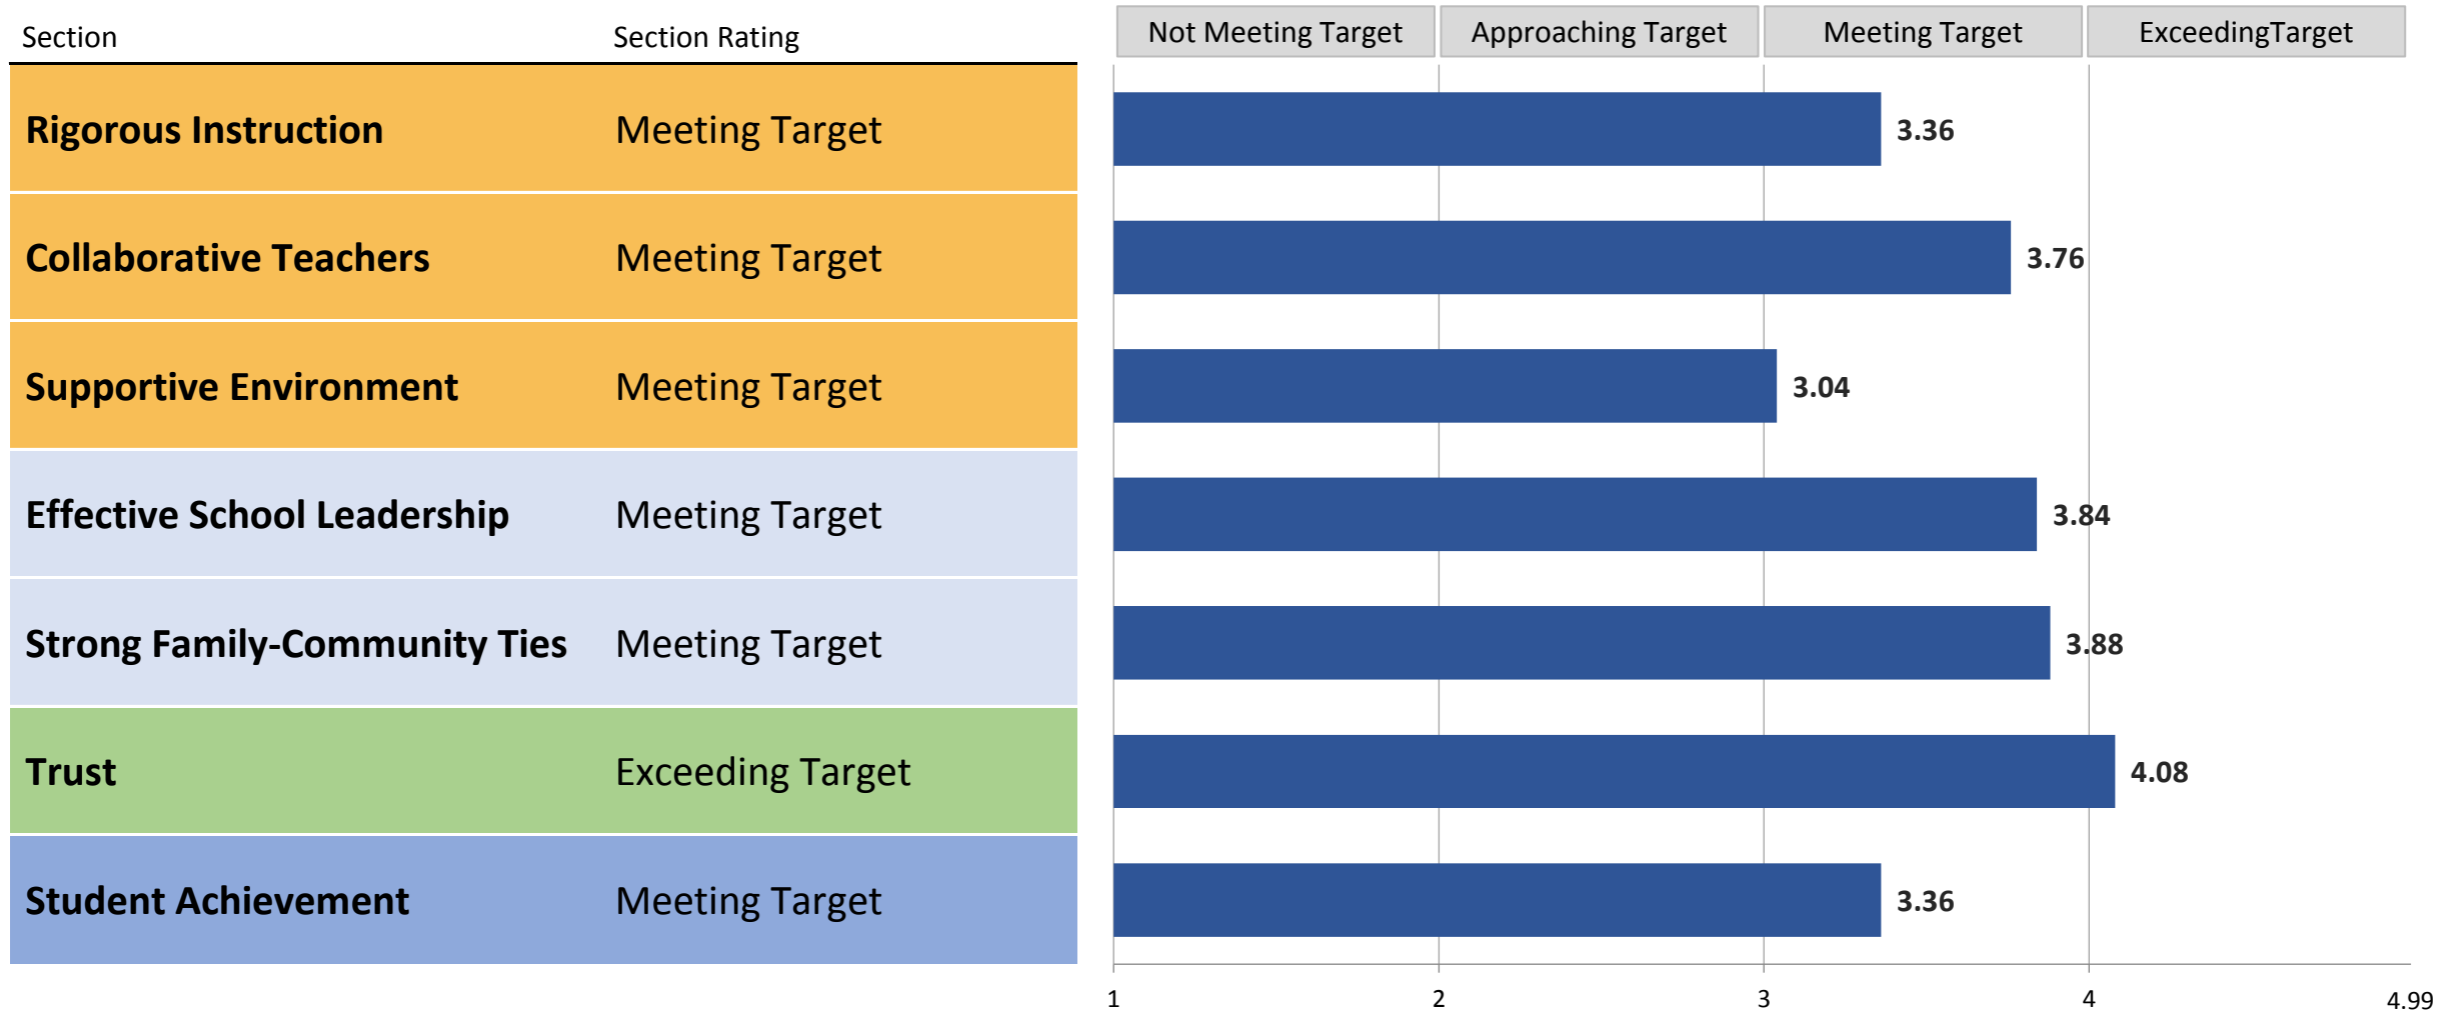 Section Section Rating Not Meeting Target Approaching Target Meeting Target ExceedingTarget
Rigorous Instruction Meeting Target 3.36
Collaborative Teachers Meeting Target 3.76
Supportive Environment Meeting Target 3.04
Effective School Leadership Meeting Target 3.84
Strong Family-Community Ties Meeting Target 3.88
Trust Exceeding Target 4.08
Student Achievement Meeting Target 3.36
1 2 3 4 4.99